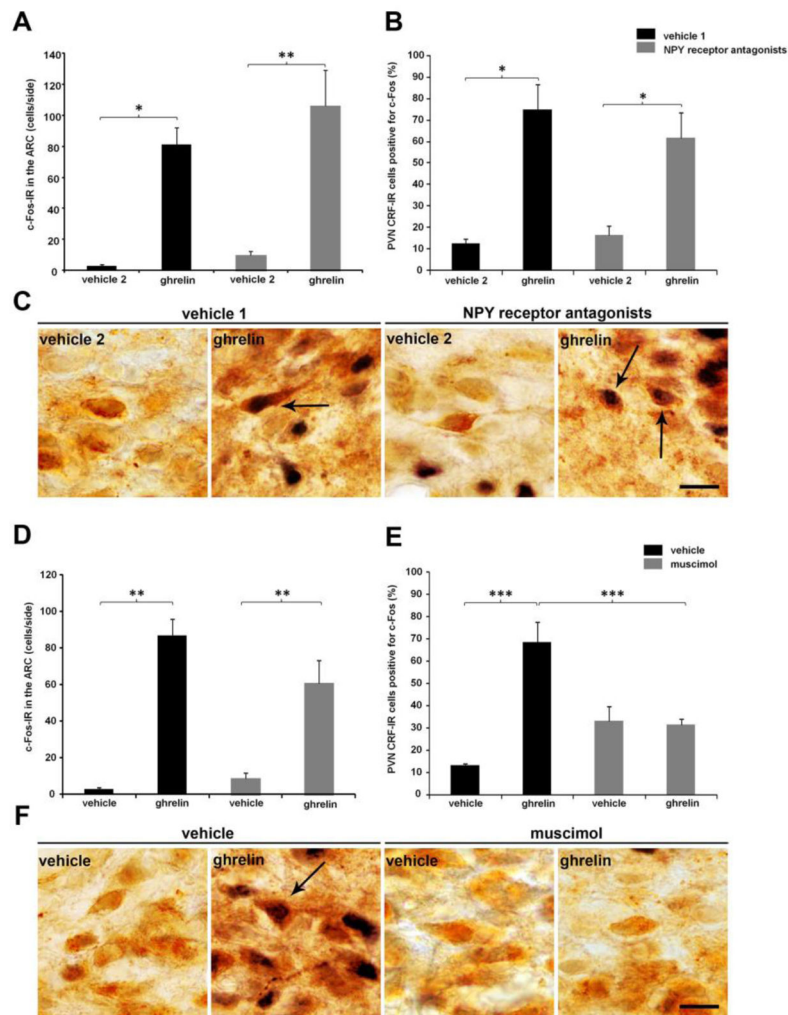 A
B
vehicle 1
NPY receptor antagonists
c-Fos-IR in the ARC (cells/side)
140
120
100
80
60
40
20
0
*
**
vehicle 2 ghrelin vehicle 2 ghrelin
PVN CRF-IR cells positive for c-Fos (%)
100
90
80
70
60
50
40
30
20
10
0
*
*
vehicle 2 ghrelin vehicle 2 ghrelin
C
vehicle 1 NPY receptor antagonists
vehicle 2 ghrelin vehicle 2 ghrelin
D
E
vehicle
muscimol
c-Fos-IR in the ARC (cells/side)
120
100
80
60
40
20
0
**
**
vehicle ghrelin vehicle ghrelin
PVN CRF-IR cells positive for c-Fos (%)
100
90
80
70
60
50
40
30
20
10
0
***
***
vehicle ghrelin vehicle ghrelin
F
vehicle muscimol
vehicle ghrelin vehicle ghrelin